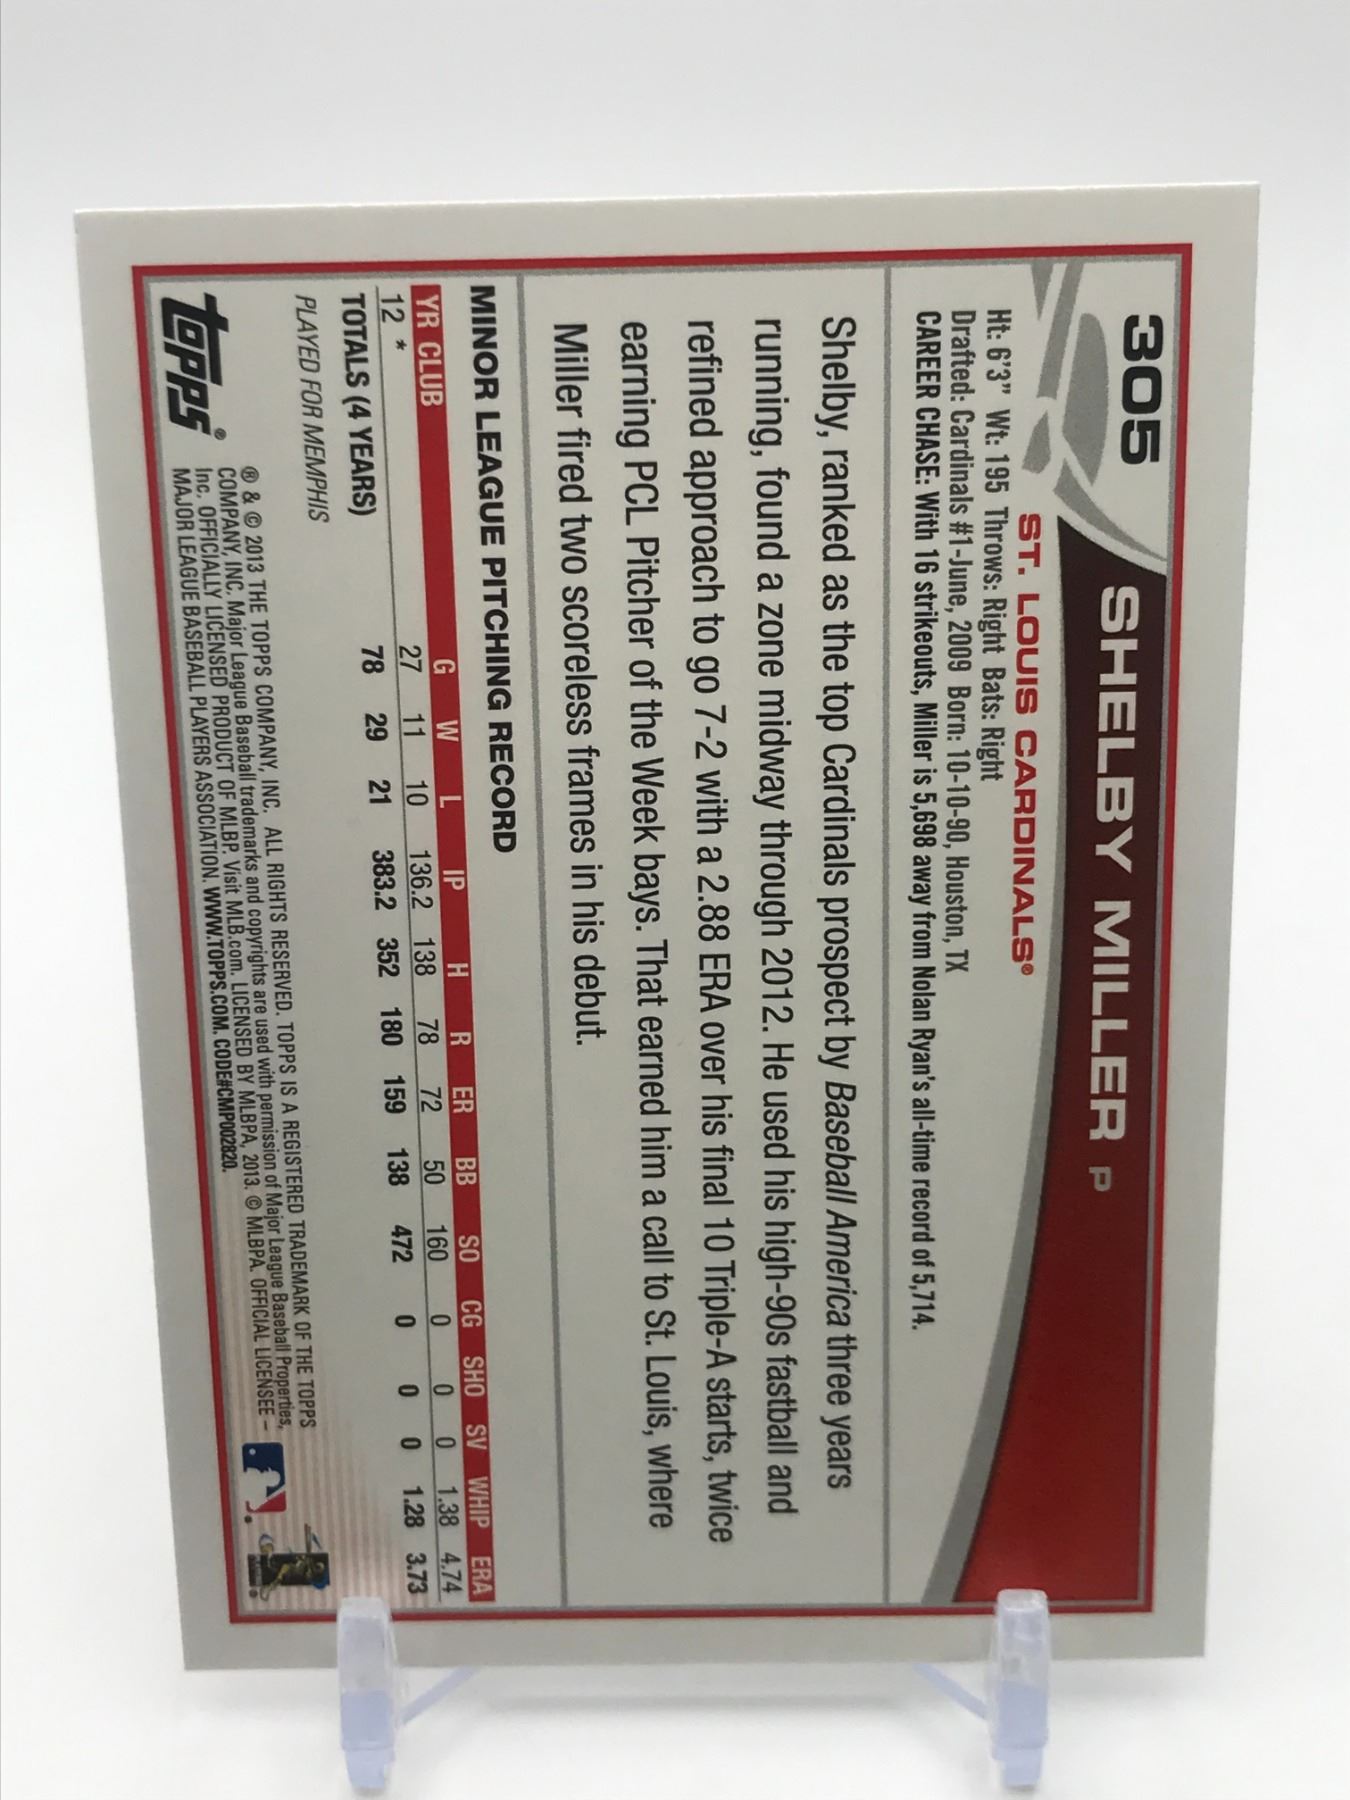 305
SHELBY MILLER P
ST. LOUIS CARDINALS®
Ht: 6'3" Wt: 195 Throws: Right Bats: Right
Drafted: Cardinals #1-June, 2009 Born: 10-10-90, Houston, TX
CAREER CHASE: With 16 strikeouts, Miller is 5,698 away from Nolan Ryan's all-time record of 5,714.
Shelby, ranked as the top Cardinals prospect by Baseball America three years
running, found a zone midway through 2012. He used his high-90s fastball and
refined approach to go 7-2 with a 2.88 ERA over his final 10 Triple-A starts, twice
earning PCL Pitcher of the Week bays. That earned him a call to St. Louis, where
Miller fired two scoreless frames in his debut.
MINOR LEAGUE PITCHING RECORD
YR CLUB G W L IP H R ER BB SO CG SHO SV WHIP ERA
12 * 27 11 10 136.2 138 78 72 50 160 0 0 0 1.38 4.74
TOTALS (4 YEARS) 78 29 21 383.2 352 180 159 138 472 0 0 0 1.28 3.73
PLAYED FOR MEMPHIS
topps®
® & © 2013 THE TOPPS COMPANY, INC. ALL RIGHTS RESERVED. TOPPS IS A REGISTERED TRADEMARK OF THE TOPPS
COMPANY, INC. Major League Baseball trademarks and copyrights are used with permission of Major League Baseball Properties,
Inc. OFFICIALLY LICENSED PRODUCT OF MLBP. Visit MLB.com. LICENSED BY MLBPA, 2013. © MLBPA. OFFICIAL LICENSEE –
MAJOR LEAGUE BASEBALL PLAYERS ASSOCIATION. WWW.TOPPS.COM. CODE#CMP002820.